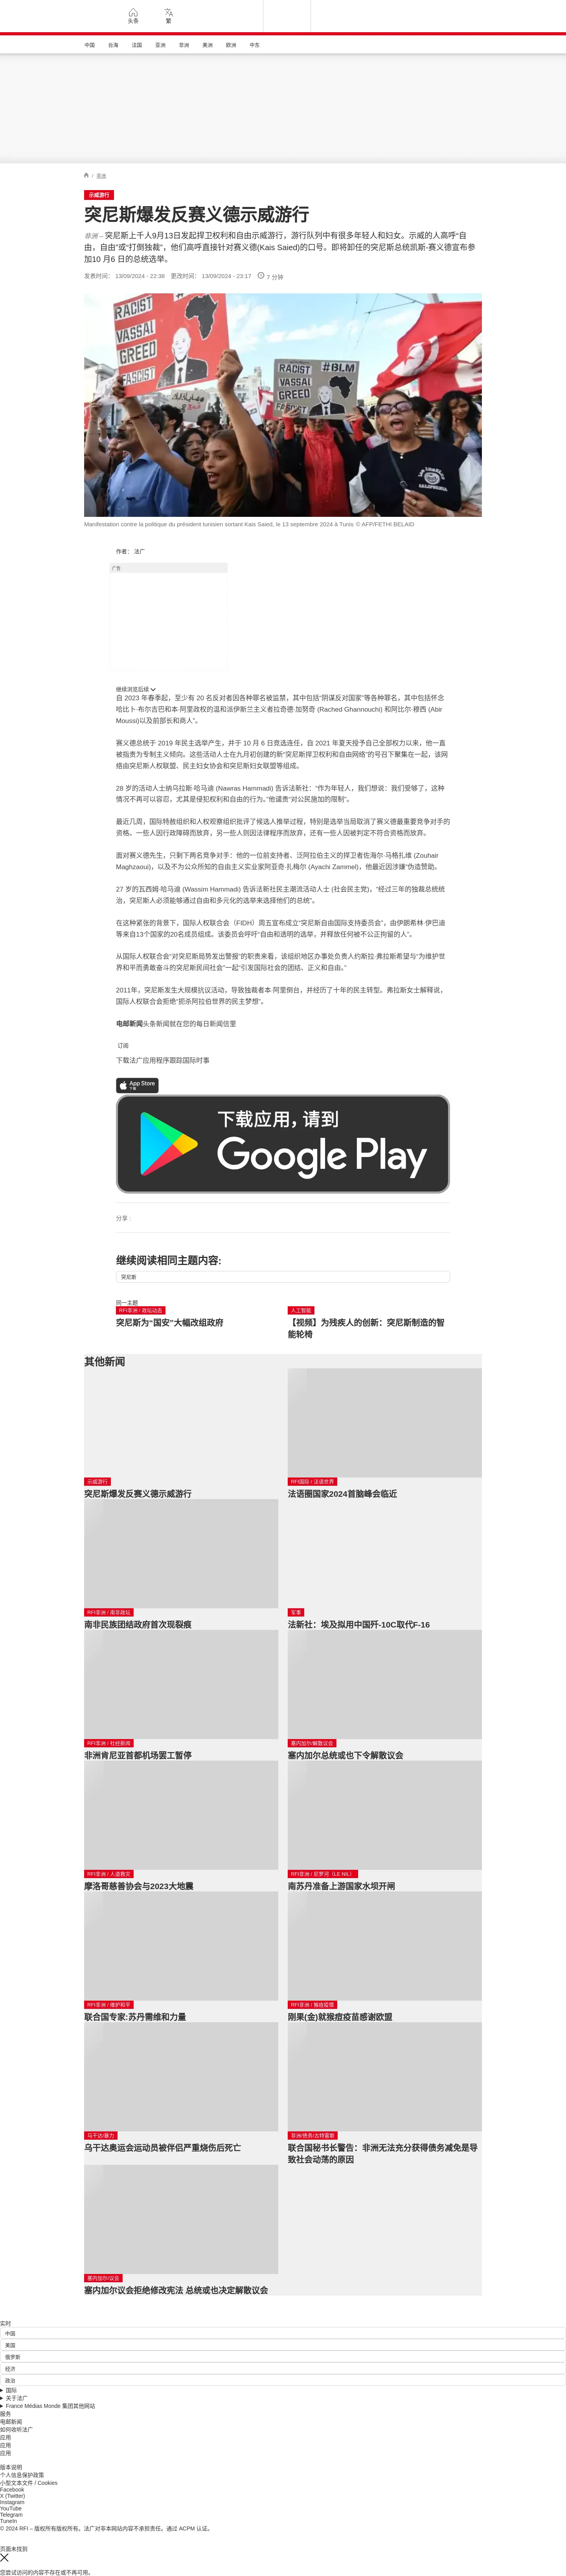 头条
繁
中国 台海 法国 亚洲 非洲 美洲 欧洲 中东
/ 非洲
示威游行
突尼斯爆发反赛义德示威游行
非洲 – 突尼斯上千人9月13日发起捍卫权利和自由示威游行，游行队列中有很多年轻人和妇女。示威的人高呼“自
由，自由”或“打倒独裁”，他们高呼直接针对赛义德(Kais Saied)的口号。即将卸任的突尼斯总统凯斯-赛义德宣布参
加10 月6 日的总统选举。
发表时间： 13/09/2024 - 22:36 更改时间： 13/09/2024 - 23:17 7 分钟
RACIST
VASSAL
GREED
FASCIST
#BLM
RACIST
VASSAL
GREED
FASCIST
LOS ANGELES
CALIFORNIA
Manifestation contre la politique du président tunisien sortant Kais Saied, le 13 septembre 2024 à Tunis © AFP/FETHI BELAID
作者： 法广
广告
继续浏览后续
自 2023 年春季起，至少有 20 名反对者因各种罪名被监禁，其中包括“阴谋反对国家”等各种罪名，其中包括怀念
哈比卜·布尔吉巴和本·阿里政权的温和活伊斯兰主义者拉奇德·加努奇 (Rached Ghannouchi) 和阿比尔·穆西 (Abir
Moussi)以及前部长和商人”。
赛义德总统于 2019 年民主选举产生，并于 10 月 6 日竞选连任，自 2021 年夏天授予自己全部权力以来，他一直
被指责为专制主义倾向。这些活动人士在九月初创建的新“突尼斯捍卫权利和自由网络”的号召下聚集在一起，该网
络由突尼斯人权联盟、民主妇女协会和突尼斯妇女联盟等组成。
28 岁的活动人士纳乌拉斯·哈马迪 (Nawras Hammadi) 告诉法新社：“作为年轻人，我们想说：我们受够了，这种
情况不再可以容忍，尤其是侵犯权利和自由的行为。”他谴责“对公民施加的限制”。
最近几周，国际特赦组织和人权观察组织批评了候选人推举过程，特别是选举当局取消了赛义德最重要竞争对手的
资格。一些人因行政障碍而放弃，另一些人则因法律程序而放弃，还有一些人因被判定不符合资格而放弃。
面对赛义德先生，只剩下两名竞争对手：他的一位前支持者、泛阿拉伯主义的捍卫者佐海尔·马格扎维 (Zouhair
Maghzaoui)，以及不为公众所知的自由主义实业家阿亚奇·扎梅尔 (Ayachi Zammel)，他最近因涉嫌“伪造赞助。
27 岁的瓦西姆·哈马迪 (Wassim Hammadi) 告诉法新社民主潮流活动人士 (社会民主党)，“经过三年的独裁总统统
治，突尼斯人必须能够通过自由和多元化的选举来选择他们的总统”。
在这种紧张的背景下，国际人权联合会（FIDH）周五宣布成立“突尼斯自由国际支持委员会”，由伊朗希林·伊巴迪
等来自13个国家的20名成员组成。该委员会呼吁“自由和透明的选举，并释放任何被不公正拘留的人”。
从国际人权联合会“对突尼斯局势发出警报”的职责来看，该组织地区办事处负责人约斯拉·弗拉斯希望与“为维护世
界和平而勇敢奋斗的突尼斯民间社会”一起“引发国际社会的团结、正义和自由。”
2011年，突尼斯发生大规模抗议活动，导致独裁者本·阿里倒台，并经历了十年的民主转型。弗拉斯女士解释说，
国际人权联合会拒绝“扼杀阿拉伯世界的民主梦想”。
电邮新闻头条新闻就在您的每日新闻信里
订阅
下载法广应用程序跟踪国际时事
App Store
下载
下载应用，请到
Google Play
分享 :
继续阅读相同主题内容:
突尼斯
同一主题
RFI非洲 / 政坛动态
突尼斯为“国安”大幅改组政府
人工智能
【视频】为残疾人的创新：突尼斯制造的智
能轮椅
其他新闻
示威游行
突尼斯爆发反赛义德示威游行
RFI国际 / 法语世界
法语圈国家2024首脑峰会临近
RFI非洲 / 南非政坛
南非民族团结政府首次现裂痕
军事
法新社：埃及拟用中国歼-10C取代F-16
RFI非洲 / 社经新闻
非洲肯尼亚首都机场罢工暂停
塞内加尔/解散议会
塞内加尔总统或也下令解散议会
RFI非洲 / 人道救灾
摩洛哥慈善协会与2023大地震
RFI非洲 / 尼罗河（LE NIL）
南苏丹准备上游国家水坝开闸
RFI非洲 / 维护和平
联合国专家:苏丹需维和力量
RFI非洲 / 猴痘疫情
刚果(金)就猴痘疫苗感谢欧盟
乌干达/暴力
乌干达奥运会运动员被伴侣严重烧伤后死亡
非洲/债务/古特雷斯
联合国秘书长警告：非洲无法充分获得债务减免是导
致社会动荡的原因
塞内加尔/议会
塞内加尔议会拒绝修改宪法 总统或也决定解散议会
实时
中国
美国
俄罗斯
经济
政治
国际
关于法广
France Médias Monde 集团其他网站
服务
电邮新闻
如何收听法广
应用
应用
应用
版本说明
个人信息保护政策
小型文本文件 / Cookies
Facebook
X (Twitter)
Instagram
YouTube
Telegram
TuneIn
© 2024 RFI – 版权所有版权所有。法广对非本网站内容不承担责任。通过 ACPM 认证。
页面未找到
您尝试访问的内容不存在或不再可用。